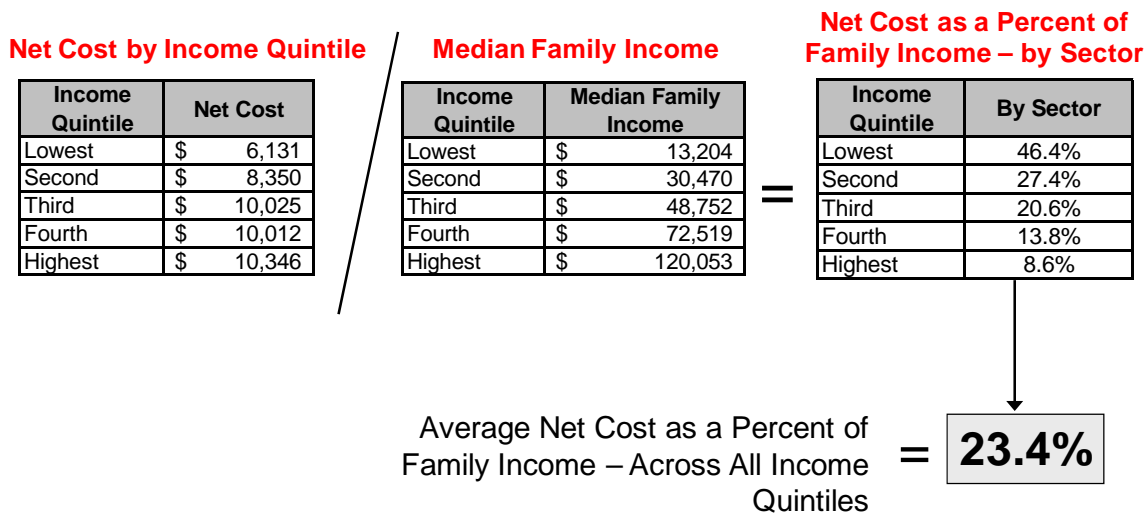 Net Cost by Income Quintile
Income Quintile Net Cost
Lowest $ 6,131
Second $ 8,350
Third $ 10,025
Fourth $ 10,012
Highest $ 10,346
/
Median Family Income
Income Quintile Median Family Income
Lowest $ 13,204
Second $ 30,470
Third $ 48,752
Fourth $ 72,519
Highest $ 120,053
=
Net Cost as a Percent of
Family Income – by Sector
Income Quintile By Sector
Lowest 46.4%
Second 27.4%
Third 20.6%
Fourth 13.8%
Highest 8.6%
Average Net Cost as a Percent of
Family Income – Across All Income
Quintiles
= 23.4%